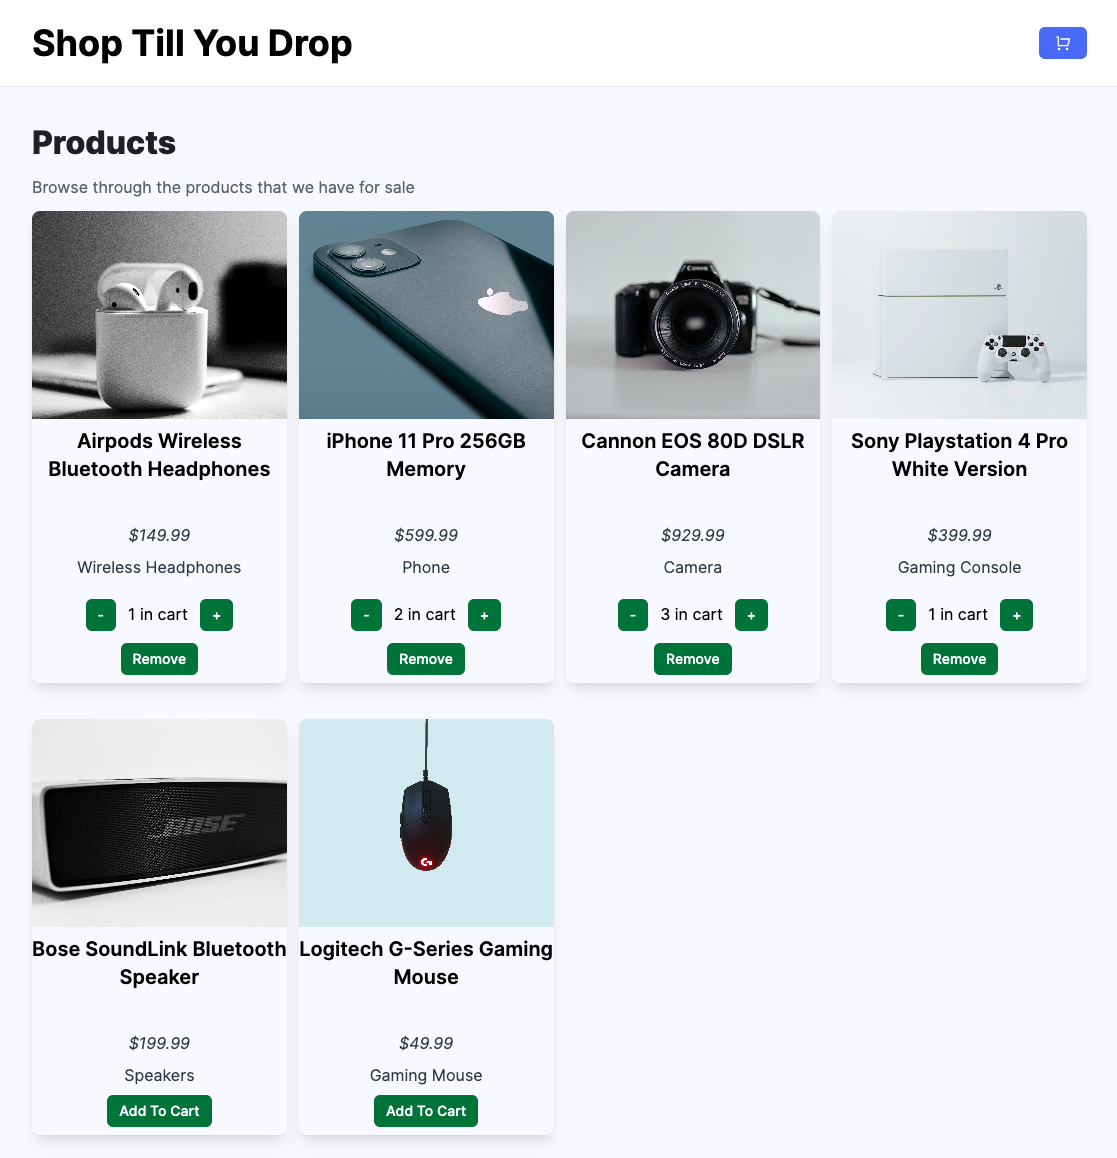 Shop Till You Drop
Products
Browse through the products that we have for sale
Canon
Airpods Wireless
Bluetooth Headphones
$149.99
Wireless Headphones
- 1 in cart +
Remove
iPhone 11 Pro 256GB
Memory
$599.99
Phone
- 2 in cart +
Remove
Cannon EOS 80D DSLR
Camera
$929.99
Camera
- 3 in cart +
Remove
Sony Playstation 4 Pro
White Version
$399.99
Gaming Console
- 1 in cart +
Remove
BOSE
Bose SoundLink Bluetooth
Speaker
$199.99
Speakers
Add To Cart
G
Logitech G-Series Gaming
Mouse
$49.99
Gaming Mouse
Add To Cart